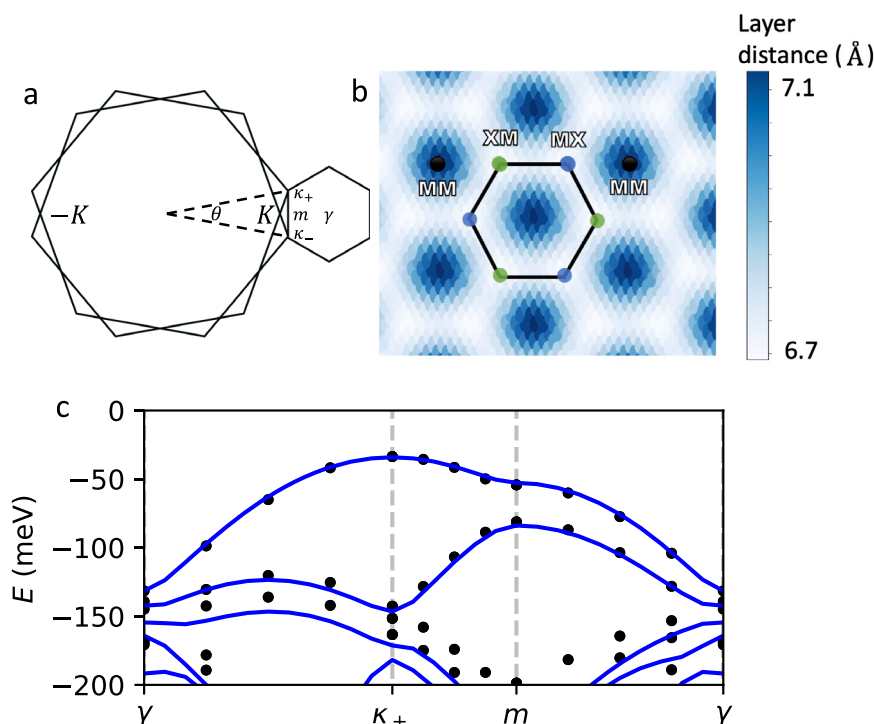 a
−K
θ
K
κ₊
m
γ
κ₋
b
XM
MX
MM
MM
Layer
distance (Å)
7.1
6.7
c
E (meV)
0
−50
−100
−150
−200
γ
κ₊
m
γ